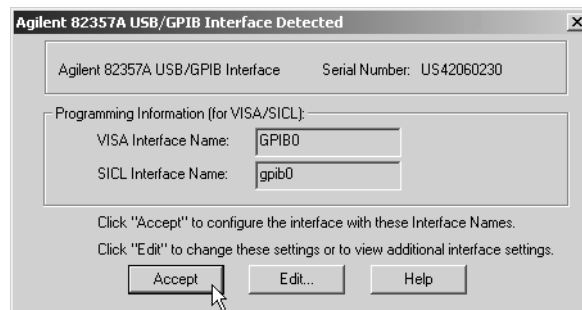 Agilent 82357A USB/GPIB Interface Detected
Agilent 82357A USB/GPIB Interface Serial Number: US42060230
Programming Information (for VISA/SICL):
VISA Interface Name: GPIB0
SICL Interface Name: gpib0
Click "Accept" to configure the interface with these Interface Names.
Click "Edit" to change these settings or to view additional interface settings.
Accept Edit... Help